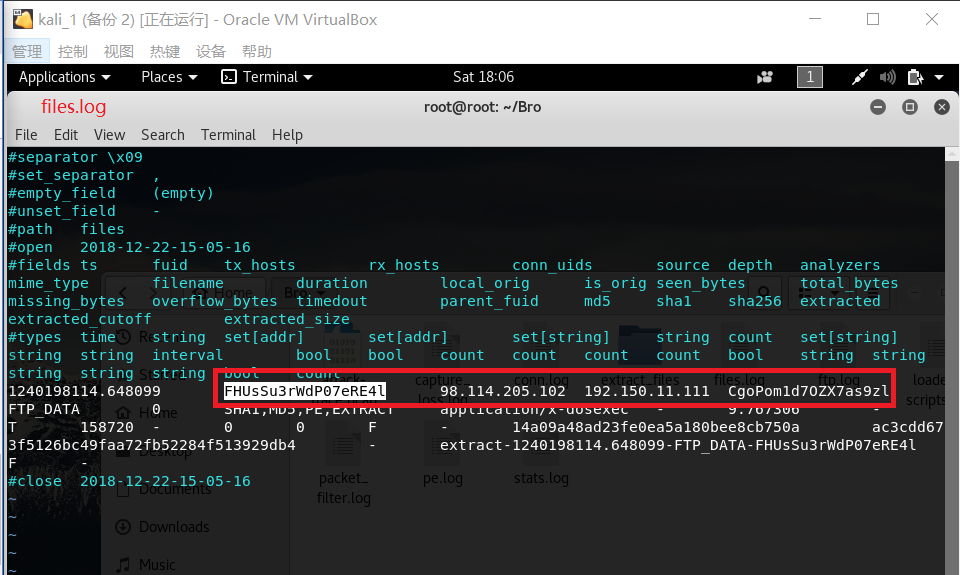 kali_1 (备份 2) [正在运行] - Oracle VM VirtualBox
管理 控制 视图 热键 设备 帮助
Applications Places Terminal Sat 18:06 1
files.log root@root: ~/Bro
File Edit View Search Terminal Help
#separator \x09
#set_separator ,
#empty_field (empty)
#unset_field -
#path files
#open 2018-12-22-15-05-16
#fields ts fuid tx_hosts rx_hosts conn_uids source depth analyzers
mime_type filename duration local_orig is_orig seen_bytes total_bytes
missing_bytes overflow_bytes timedout parent_fuid md5 sha1 sha256 extracted
extracted_cutoff extracted_size
#types time string set[addr] set[addr] set[string] string count set[string]
string string interval bool bool count count count count bool string string
string string string bool count
1240198114.648099 FHUsSu3rWdP07eRE4l 98.114.205.102 192.150.11.111 CgoPom1d7OZX7as9zl
FTP_DATA 0 SHA1,MD5,PE,EXTRACT application/x-dosexec - 9.767306 -
T 158720 - 0 0 F - 14a09a48ad23fe0ea5a180bee8cb750a ac3cdd67
3f5126bc49faa72fb52284f513929db4 - extract-1240198114.648099-FTP_DATA-FHUsSu3rWdP07eRE4l
F -
#close 2018-12-22-15-05-16
~
~
~
~
~
Home
Bro
capture_
loss.log
conn.log
extract_files
files.log
ftp.log
Home
Desktop
Documents
packet_
filter.log
pe.log
stats.log
Downloads
Music